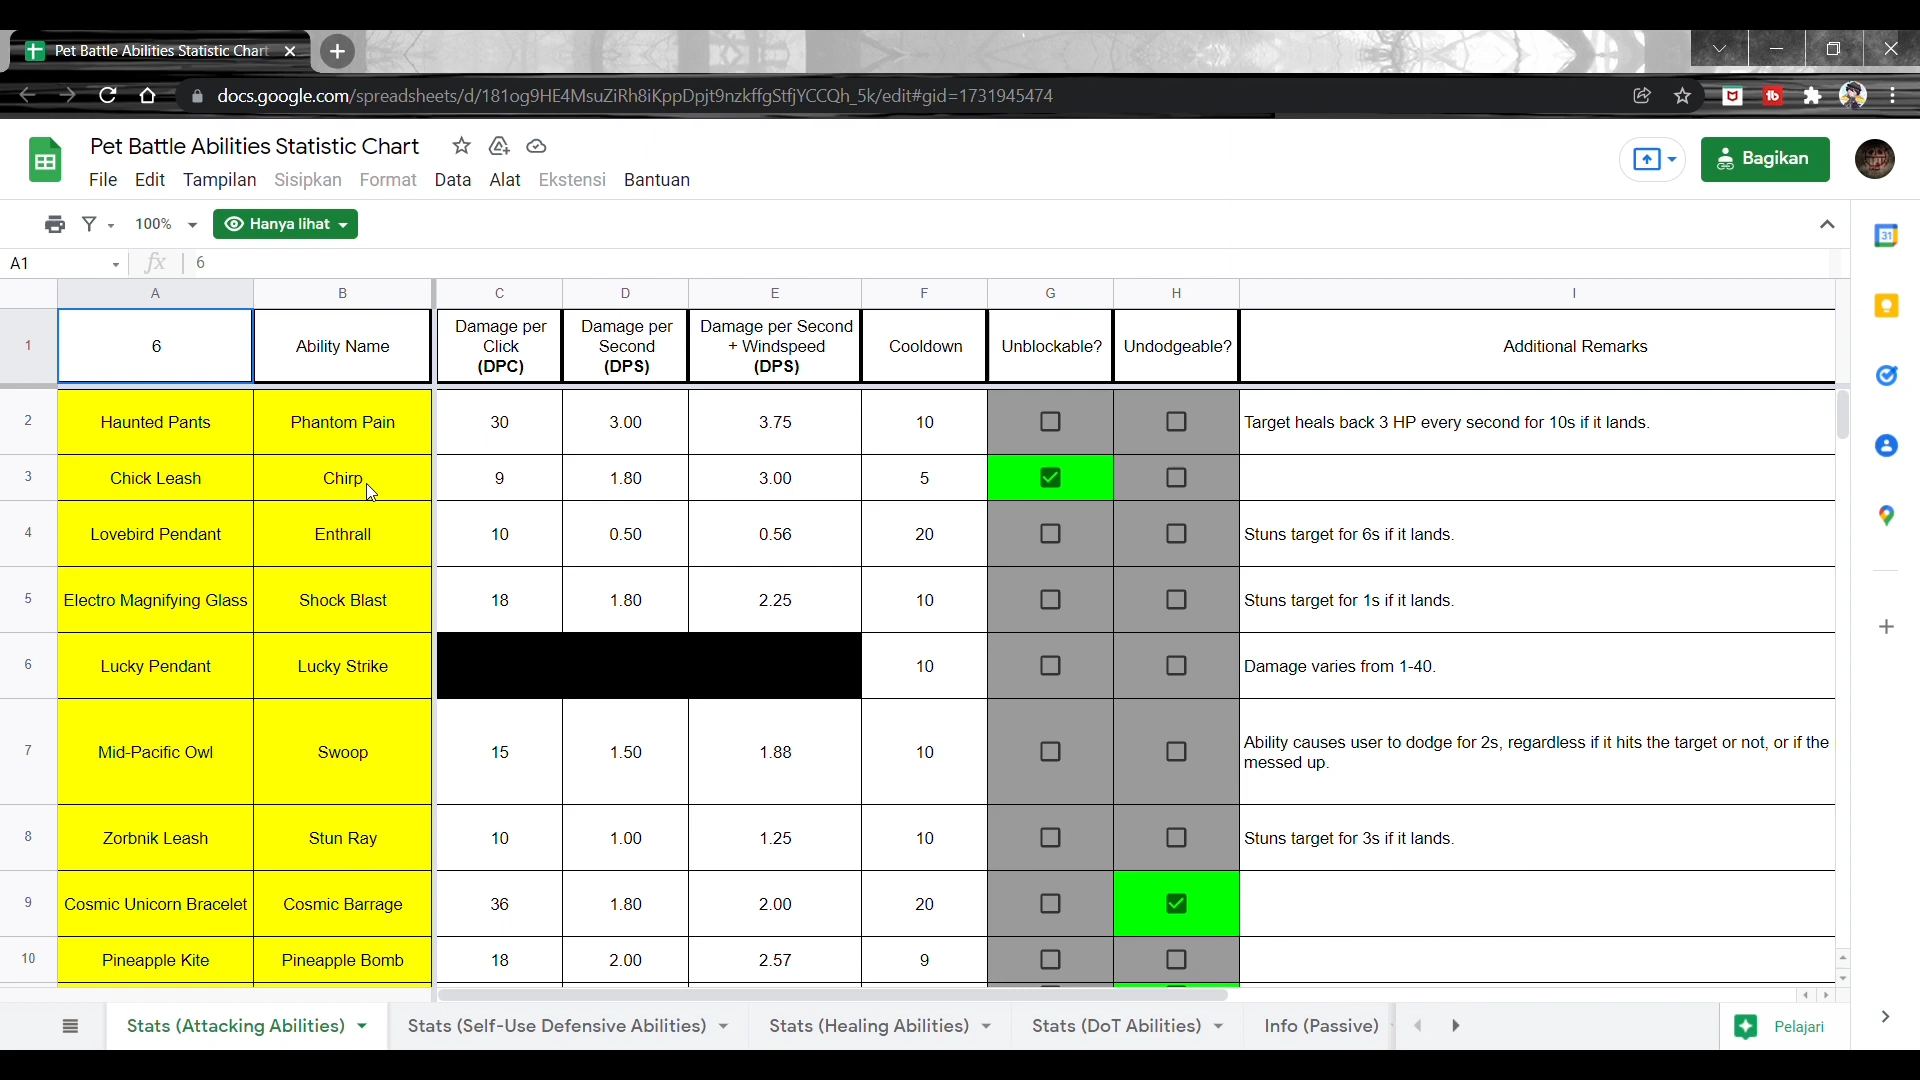 Pet Battle Abilities Statistic Chart
docs.google.com/spreadsheets/d/181og9HE4MsuZiRh8iKppDpjt9nzkffgStfjYCCQh_5k/edit#gid=1731945474
Pet Battle Abilities Statistic Chart
File Edit Tampilan Sisipkan Format Data Alat Ekstensi Bantuan
Bagikan
100% Hanya lihat
A1 fx 6
A B C D E F G H I
1 6 Ability Name Damage per Click (DPC) Damage per Second (DPS) Damage per Second + Windspeed (DPS) Cooldown Unblockable? Undodgeable? Additional Remarks
2 Haunted Pants Phantom Pain 30 3.00 3.75 10 Target heals back 3 HP every second for 10s if it lands.
3 Chick Leash Chirp 9 1.80 3.00 5
4 Lovebird Pendant Enthrall 10 0.50 0.56 20 Stuns target for 6s if it lands.
5 Electro Magnifying Glass Shock Blast 18 1.80 2.25 10 Stuns target for 1s if it lands.
6 Lucky Pendant Lucky Strike 10 Damage varies from 1-40.
7 Mid-Pacific Owl Swoop 15 1.50 1.88 10 Ability causes user to dodge for 2s, regardless if it hits the target or not, or if the
messed up.
8 Zorbnik Leash Stun Ray 10 1.00 1.25 10 Stuns target for 3s if it lands.
9 Cosmic Unicorn Bracelet Cosmic Barrage 36 1.80 2.00 20
10 Pineapple Kite Pineapple Bomb 18 2.00 2.57 9
Stats (Attacking Abilities) Stats (Self-Use Defensive Abilities) Stats (Healing Abilities) Stats (DoT Abilities) Info (Passive) Pelajari
31